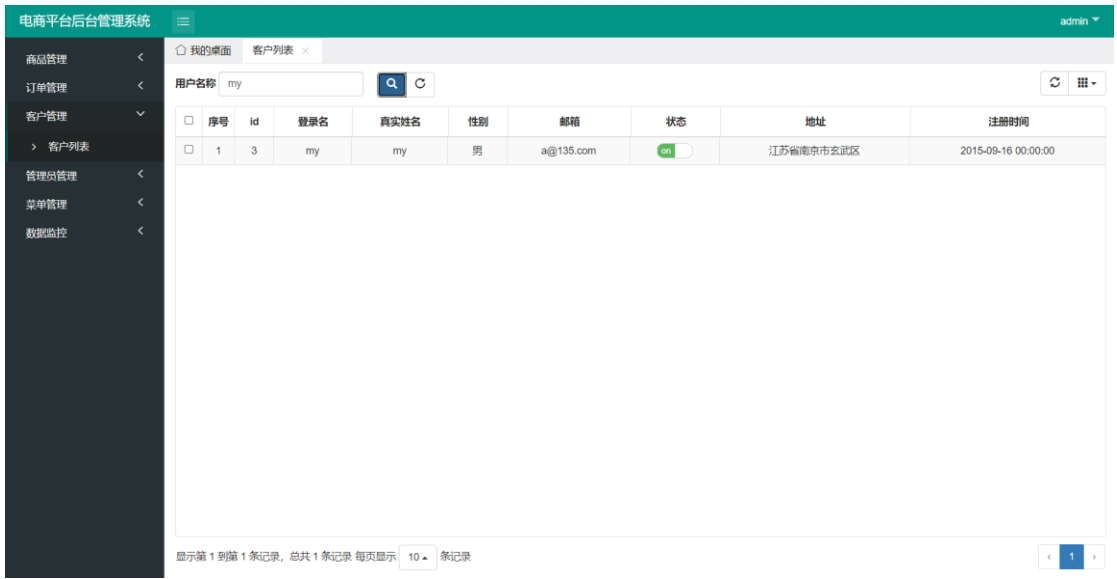 电商平台后台管理系统 admin
商品管理
订单管理
客户管理
客户列表
管理员管理
菜单管理
数据监控
我的桌面 客户列表 ×
用户名称 my
序号 id 登录名 真实姓名 性别 邮箱 状态 地址 注册时间
1 3 my my 男 a@135.com on 江苏省南京市玄武区 2015-09-16 00:00:00
显示第 1 到第 1 条记录，总共 1 条记录 每页显示 10 条记录 ‹ 1 ›